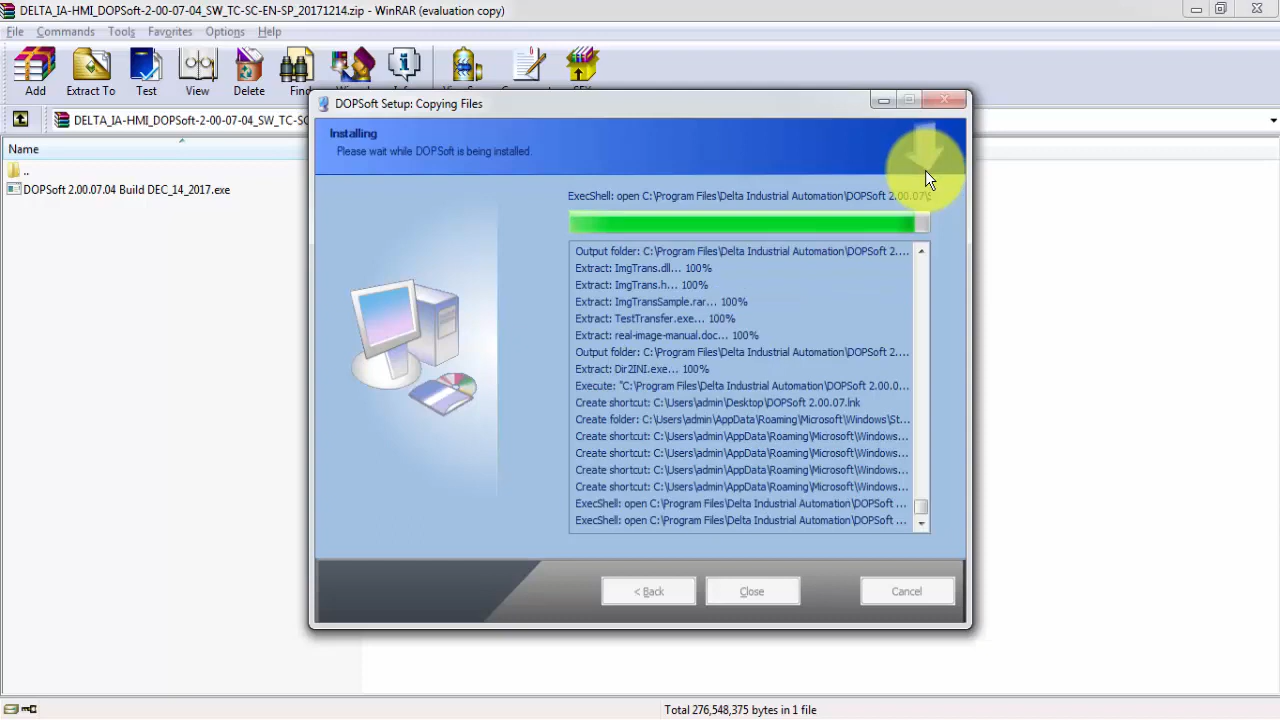 DELTA_IA-HMI_DOPSoft-2-00-07-04_SW_TC-SC-EN-SP_20171214.zip - WinRAR (evaluation copy)
File Commands Tools Favorites Options Help
Add Extract To Test View Delete Find
DELTA_IA-HMI_DOPSoft-2-00-07-04_SW_TC-SC
Name
..
DOPSoft 2.00.07.04 Build DEC_14_2017.exe
DOPSoft Setup: Copying Files
Installing
Please wait while DOPSoft is being installed.
ExecShell: open C:\Program Files\Delta Industrial Automation\DOPSoft 2.00.07\
Output folder: C:\Program Files\Delta Industrial Automation\DOPSoft 2....
Extract: ImgTrans.dll... 100%
Extract: ImgTrans.h... 100%
Extract: ImgTransSample.rar... 100%
Extract: TestTransfer.exe... 100%
Extract: real-image-manual.doc... 100%
Output folder: C:\Program Files\Delta Industrial Automation\DOPSoft 2....
Extract: Dir2INI.exe... 100%
Execute: "C:\Program Files\Delta Industrial Automation\DOPSoft 2.00.0...
Create shortcut: C:\Users\admin\Desktop\DOPSoft 2.00.07.lnk
Create folder: C:\Users\admin\AppData\Roaming\Microsoft\Windows\St...
Create shortcut: C:\Users\admin\AppData\Roaming\Microsoft\Windows...
Create shortcut: C:\Users\admin\AppData\Roaming\Microsoft\Windows...
Create shortcut: C:\Users\admin\AppData\Roaming\Microsoft\Windows...
Create shortcut: C:\Users\admin\AppData\Roaming\Microsoft\Windows...
ExecShell: open C:\Program Files\Delta Industrial Automation\DOPSoft ...
ExecShell: open C:\Program Files\Delta Industrial Automation\DOPSoft ...
< Back Close Cancel
Total 276,548,375 bytes in 1 file